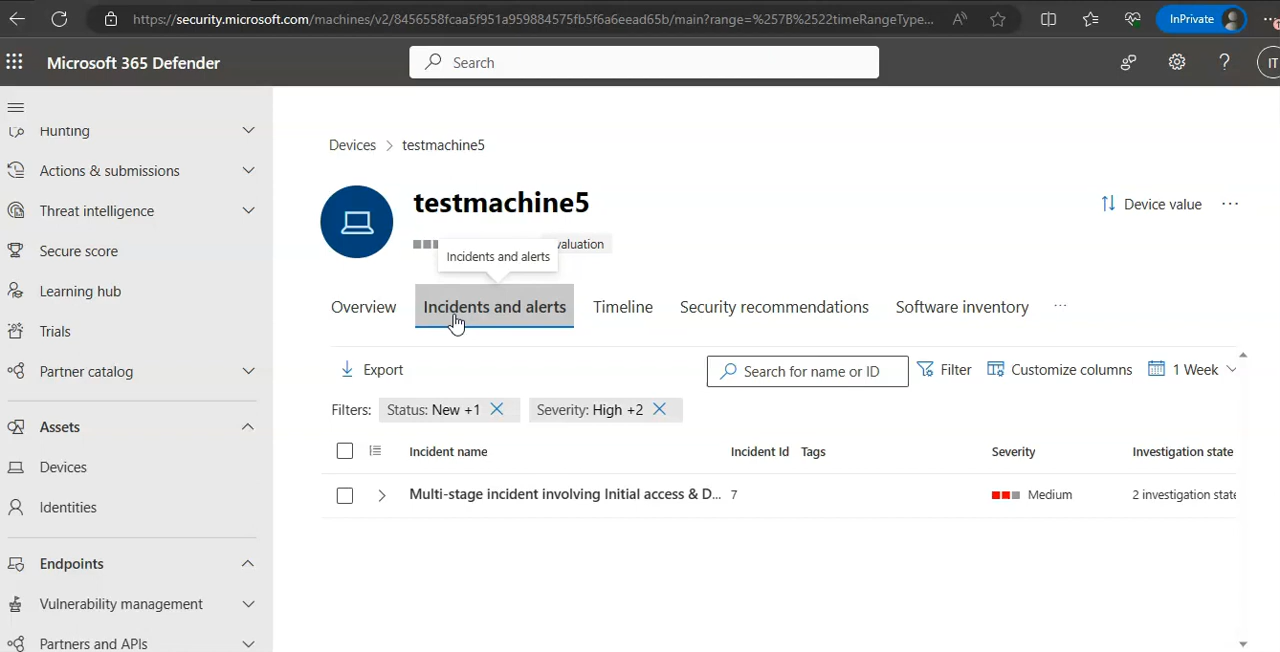 https://security.microsoft.com/machines/v2/8456558fcaa5f951a959884575fb5f6a6eead65b/main?range=%257B%2522timeRangeType...
InPrivate
Microsoft 365 Defender
Search
IT
Hunting
Actions & submissions
Threat intelligence
Secure score
Learning hub
Trials
Partner catalog
Assets
Devices
Identities
Endpoints
Vulnerability management
Partners and APIs
Devices > testmachine5
testmachine5
Device value
valuation
Incidents and alerts
Overview Incidents and alerts Timeline Security recommendations Software inventory ...
Export
Search for name or ID
Filter
Customize columns
1 Week
Filters: Status: New +1 Severity: High +2
Incident name Incident Id Tags Severity Investigation state
Multi-stage incident involving Initial access & D... 7 Medium 2 investigation state